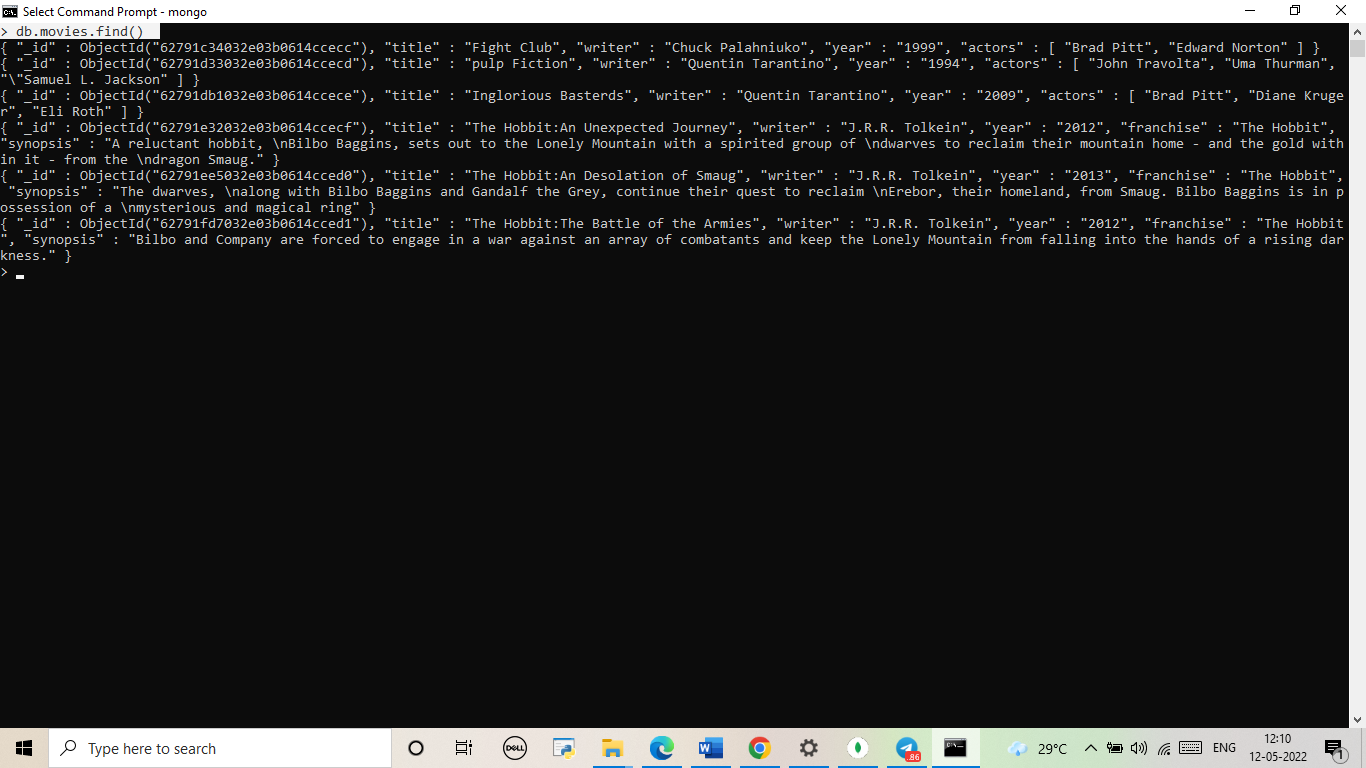 Select Command Prompt - mongo
> db.movies.find()
{ "_id" : ObjectId("62791c34032e03b0614ccecc"), "title" : "Fight Club", "writer" : "Chuck Palahniuko", "year" : "1999", "actors" : [ "Brad Pitt", "Edward Norton" ] }
{ "_id" : ObjectId("62791d33032e03b0614ccecd"), "title" : "pulp Fiction", "writer" : "Quentin Tarantino", "year" : "1994", "actors" : [ "John Travolta", "Uma Thurman",
"\"Samuel L. Jackson" ] }
{ "_id" : ObjectId("62791db1032e03b0614ccece"), "title" : "Inglorious Basterds", "writer" : "Quentin Tarantino", "year" : "2009", "actors" : [ "Brad Pitt", "Diane Kruge
r", "Eli Roth" ] }
{ "_id" : ObjectId("62791e32032e03b0614ccecf"), "title" : "The Hobbit:An Unexpected Journey", "writer" : "J.R.R. Tolkein", "year" : "2012", "franchise" : "The Hobbit",
"synopsis" : "A reluctant hobbit, \nBilbo Baggins, sets out to the Lonely Mountain with a spirited group of \ndwarves to reclaim their mountain home - and the gold with
in it - from the \ndragon Smaug." }
{ "_id" : ObjectId("62791ee5032e03b0614cced0"), "title" : "The Hobbit:An Desolation of Smaug", "writer" : "J.R.R. Tolkein", "year" : "2013", "franchise" : "The Hobbit",
"synopsis" : "The dwarves, \nalong with Bilbo Baggins and Gandalf the Grey, continue their quest to reclaim \nErebor, their homeland, from Smaug. Bilbo Baggins is in p
ossession of a \nmysterious and magical ring" }
{ "_id" : ObjectId("62791fd7032e03b0614cced1"), "title" : "The Hobbit:The Battle of the Armies", "writer" : "J.R.R. Tolkein", "year" : "2012", "franchise" : "The Hobbit
", "synopsis" : "Bilbo and Company are forced to engage in a war against an array of combatants and keep the Lonely Mountain from falling into the hands of a rising dar
kness." }
>
Type here to search
DELL
.86
29°C
ENG
12:10
12-05-2022
1